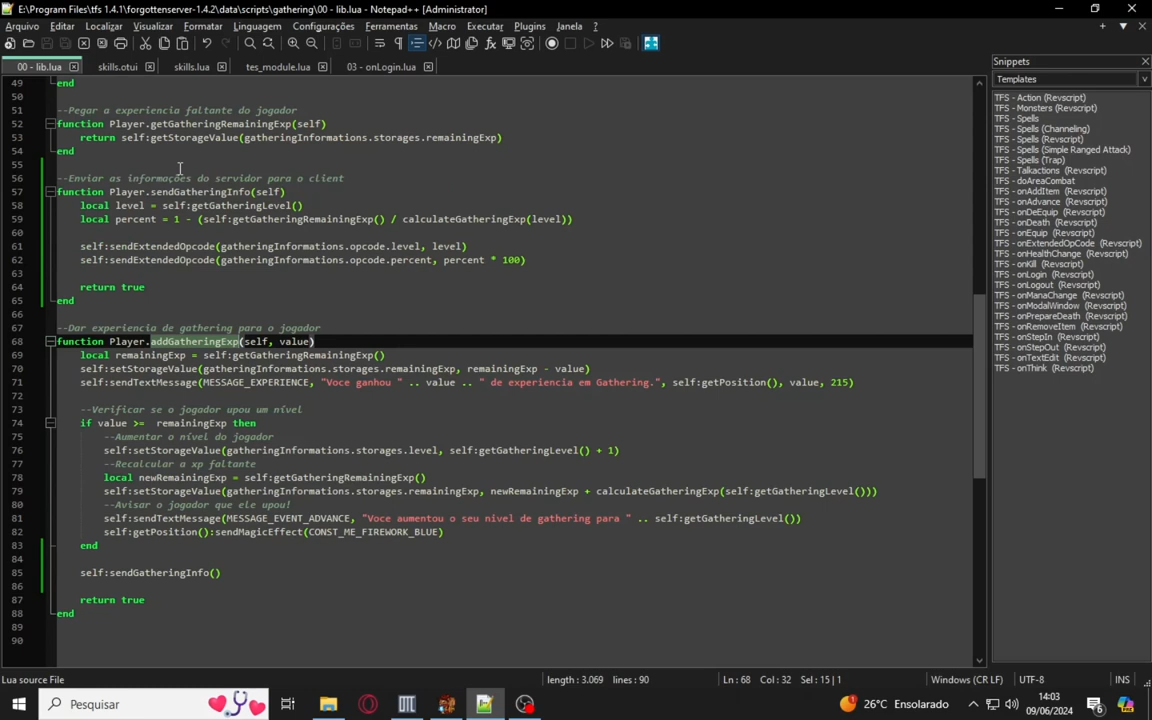 E:\Program Files\tfs 1.4.1\forgottenserver-1.4.2\data\scripts\gathering\00 - lib.lua - Notepad++ [Administrator]
Arquivo Editar Localizar Visualizar Formatar Linguagem Configurações Ferramentas Macro Executar Plugins Janela ?
00 - lib.lua skills.otui skills.lua tes_module.lua 03 - onLogin.lua
49 end
50
51 --Pegar a experiencia faltante do jogador
52 function Player.getGatheringRemainingExp(self)
53 return self:getStorageValue(gatheringInformations.storages.remainingExp)
54 end
55
56 --Enviar as informações do servidor para o client
57 function Player.sendGatheringInfo(self)
58 local level = self:getGatheringLevel()
59 local percent = 1 - (self:getGatheringRemainingExp() / calculateGatheringExp(level))
60
61 self:sendExtendedOpcode(gatheringInformations.opcode.level, level)
62 self:sendExtendedOpcode(gatheringInformations.opcode.percent, percent * 100)
63
64 return true
65 end
66
67 --Dar experiencia de gathering para o jogador
68 function Player.addGatheringExp(self, value)
69 local remainingExp = self:getGatheringRemainingExp()
70 self:setStorageValue(gatheringInformations.storages.remainingExp, remainingExp - value)
71 self:sendTextMessage(MESSAGE_EXPERIENCE, "Voce ganhou " .. value .. " de experiencia em Gathering.", self:getPosition(), value, 215)
72
73 --Verificar se o jogador upou um nível
74 if value >= remainingExp then
75 --Aumentar o nível do jogador
76 self:setStorageValue(gatheringInformations.storages.level, self:getGatheringLevel() + 1)
77 --Recalcular a xp faltante
78 local newRemainingExp = self:getGatheringRemainingExp()
79 self:setStorageValue(gatheringInformations.storages.remainingExp, newRemainingExp + calculateGatheringExp(self:getGatheringLevel()))
80 --Avisar o jogador que ele upou!
81 self:sendTextMessage(MESSAGE_EVENT_ADVANCE, "Voce aumentou o seu nivel de gathering para " .. self:getGatheringLevel())
82 self:getPosition():sendMagicEffect(CONST_ME_FIREWORK_BLUE)
83 end
84
85 self:sendGatheringInfo()
86
87 return true
88 end
89
90
Snippets
Templates
TFS - Action (Revscript)
TFS - Monsters (Revscript)
TFS - Spells
TFS - Spells (Channeling)
TFS - Spells (Revscript)
TFS - Spells (Simple Ranged Attack)
TFS - Spells (Trap)
TFS - Talkactions (Revscript)
TFS - doAreaCombat
TFS - onAddItem (Revscript)
TFS - onAdvance (Revscript)
TFS - onDeEquip (Revscript)
TFS - onDeath (Revscript)
TFS - onEquip (Revscript)
TFS - onExtendedOpCode (Revscript)
TFS - onHealthChange (Revscript)
TFS - onKill (Revscript)
TFS - onLogin (Revscript)
TFS - onLogout (Revscript)
TFS - onManaChange (Revscript)
TFS - onModalWindow (Revscript)
TFS - onPrepareDeath (Revscript)
TFS - onRemoveItem (Revscript)
TFS - onStepIn (Revscript)
TFS - onStepOut (Revscript)
TFS - onTextEdit (Revscript)
TFS - onThink (Revscript)
Lua source File length : 3.069 lines : 90 Ln : 68 Col : 32 Sel : 15 | 1 Windows (CR LF) UTF-8 INS
Pesquisar 26°C Ensolarado 14:03
09/06/2024 6